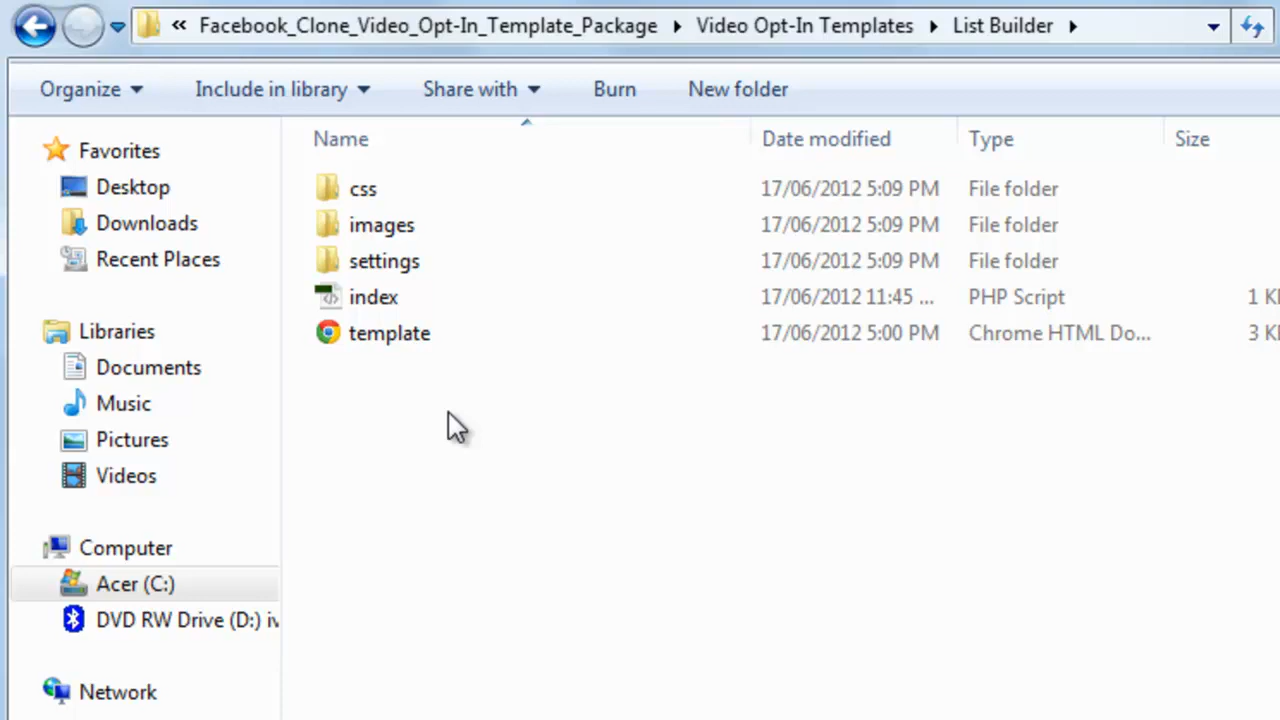 « Facebook_Clone_Video_Opt-In_Template_Package Video Opt-In Templates List Builder
Organize Include in library Share with Burn New folder
Name Date modified Type Size
Favorites
Desktop
Downloads
Recent Places
Libraries
Documents
Music
Pictures
Videos
Computer
Acer (C:)
DVD RW Drive (D:)
Network
css 17/06/2012 5:09 PM File folder
images 17/06/2012 5:09 PM File folder
settings 17/06/2012 5:09 PM File folder
index 17/06/2012 11:45 ... PHP Script 1
template 17/06/2012 5:00 PM Chrome HTML Do... 3